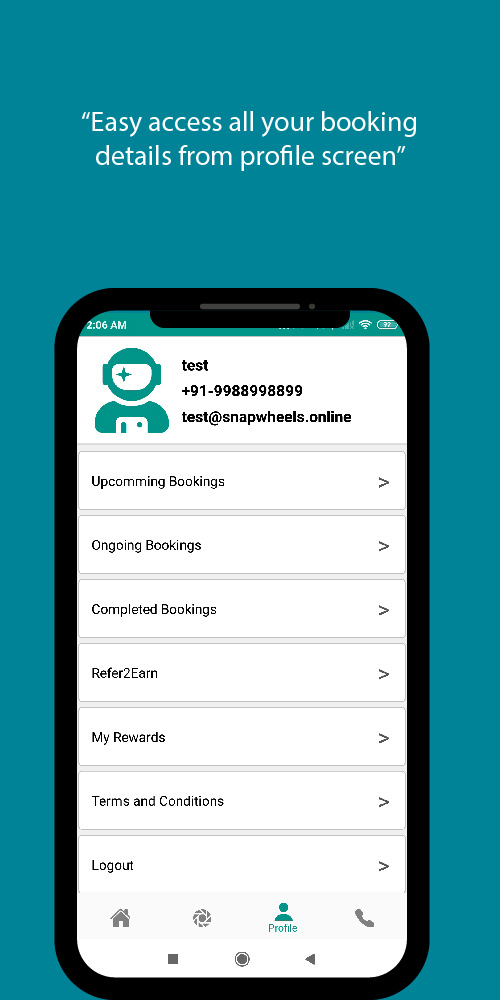 “Easy access all your booking
details from profile screen”
2:06 AM
92
test
+91-9988998899
test@snapwheels.online
Upcomming Bookings >
Ongoing Bookings >
Completed Bookings >
Refer2Earn >
My Rewards >
Terms and Conditions >
Logout >
Profile